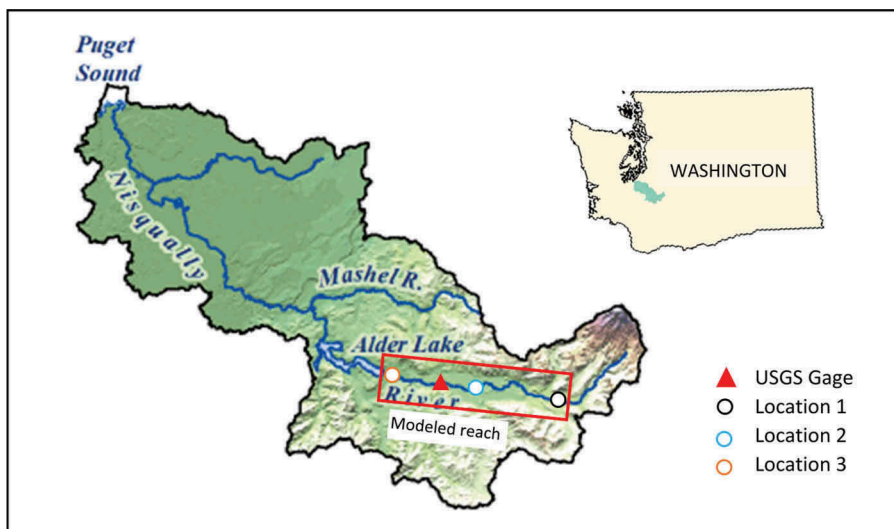 Puget
Sound
Nisqually
WASHINGTON
Mashel R.
Alder Lake
River
Modeled reach
USGS Gage
Location 1
Location 2
Location 3